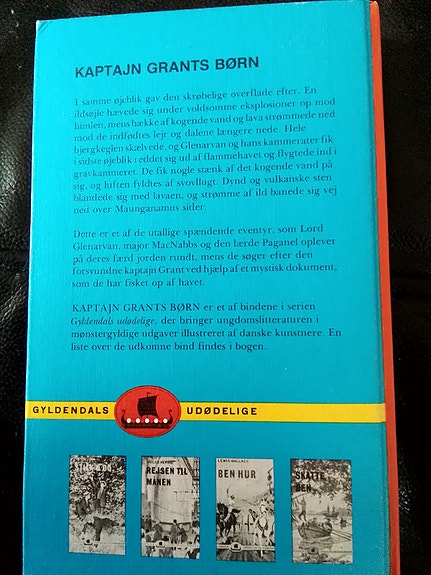 KAPTAJN GRANTS BØRN
I samme øjeblik gav den skrøbelige overflade efter. En
ildsøjle hævede sig under voldsomme eksplosioner op mod
himlen, mens bække af kogende vand og lava strømmede ned
mod de indfødtes lejr og dalene længere nede. Hele
bjergkeglen skælvede, og Glenarvan og hans kammerater fik
i sidste øjeblik reddet sig ud af flammehavet og flygtede ind i
gravkammeret. De fik nogle stænk af det kogende vand på
sig, og luften fyldtes af svovllugt. Dynd og vulkanske sten
blandede sig med lavaen, og strømme af ild banede sig vej
ned over Maunganamus sider.
Dette er et af de utallige spændende eventyr, som Lord
Glenarvan, major MacNabbs og den lærde Paganel oplever
på deres færd jorden rundt, mens de søger efter den
forsvundne kaptajn Grant ved hjælp af et mystisk dokument,
som de har fisket op af havet.
KAPTAJN GRANTS BØRN er et af bindene i serien
Gyldendals udødelige, der bringer ungdomslitteraturen i
mønstergyldige udgaver illustreret af danske kunstnere. En
liste over de udkomne bind findes i bogen.
GYLDENDALS UDØDELIGE
REJSEN TIL
MÅNEN
LEWIS WALLACE
BEN HUR
SKATTE
ØEN